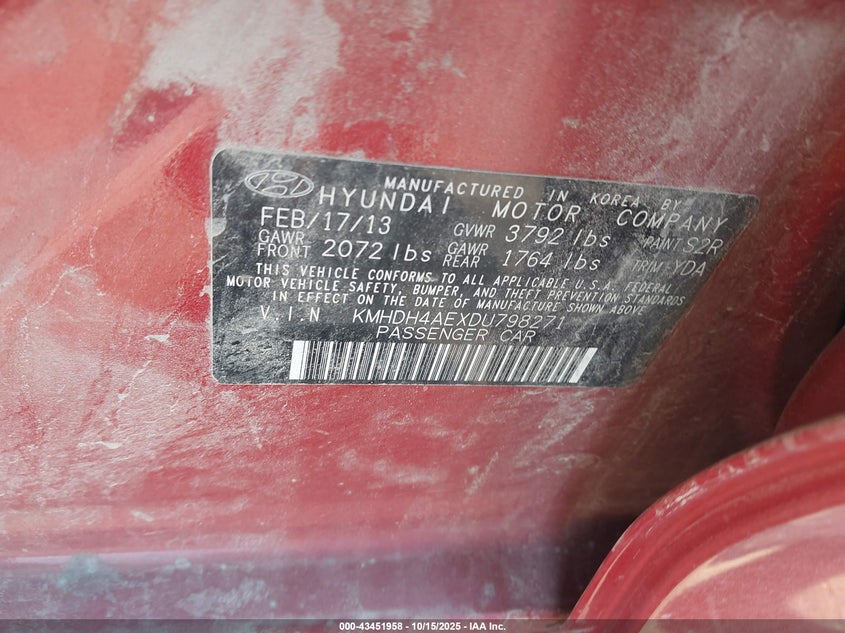 MANUFACTURED IN KOREA BY
HYUNDAI MOTOR COMPANY
FEB/17/13 GVWR 3792 lbs PAINT S2R
GAWR FRONT 2072 lbs GAWR REAR 1764 lbs TRIM YDA
THIS VEHICLE CONFORMS TO ALL APPLICABLE U.S.A. FEDERAL
MOTOR VEHICLE SAFETY, BUMPER, AND THEFT PREVENTION STANDARDS
IN EFFECT ON THE DATE OF MANUFACTURE SHOWN ABOVE
V.I.N KMHDH4AEXDU798271
PASSENGER CAR
000-43451958 - 10/15/2025 - IAA Inc.